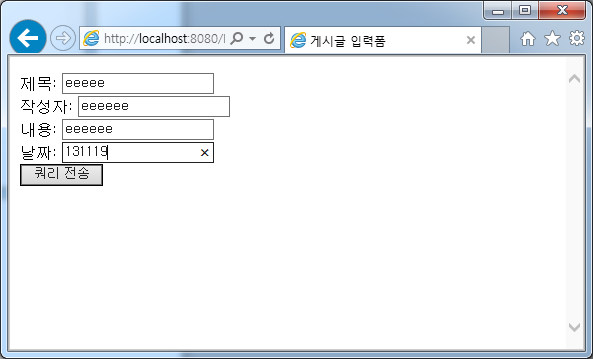 http://localhost:8080/
게시글 입력폼
제목: eeeee
작성자: eeeeee
내용: eeeeee
날짜: 131119
쿼리 전송